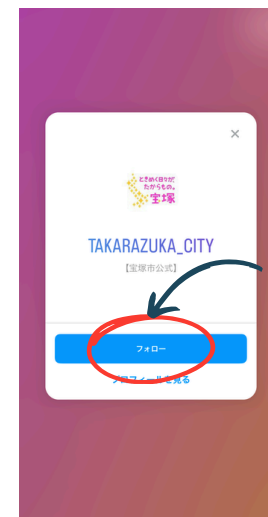 ×
ときめく日々が、
たからもの。
宝塚
TAKARAZUKA_CITY
【宝塚市公式】
フォロー
プロフィールを見る